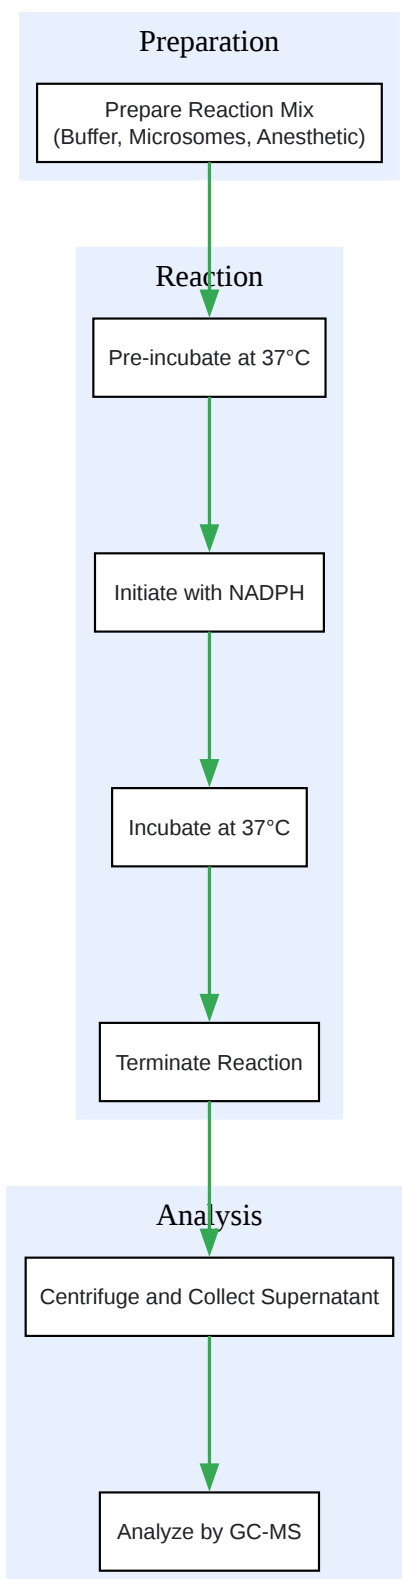 Preparation
Prepare Reaction Mix
(Buffer, Microsomes, Anesthetic)
Reaction
Pre-incubate at 37°C
Initiate with NADPH
Incubate at 37°C
Terminate Reaction
Analysis
Centrifuge and Collect Supernatant
Analyze by GC-MS